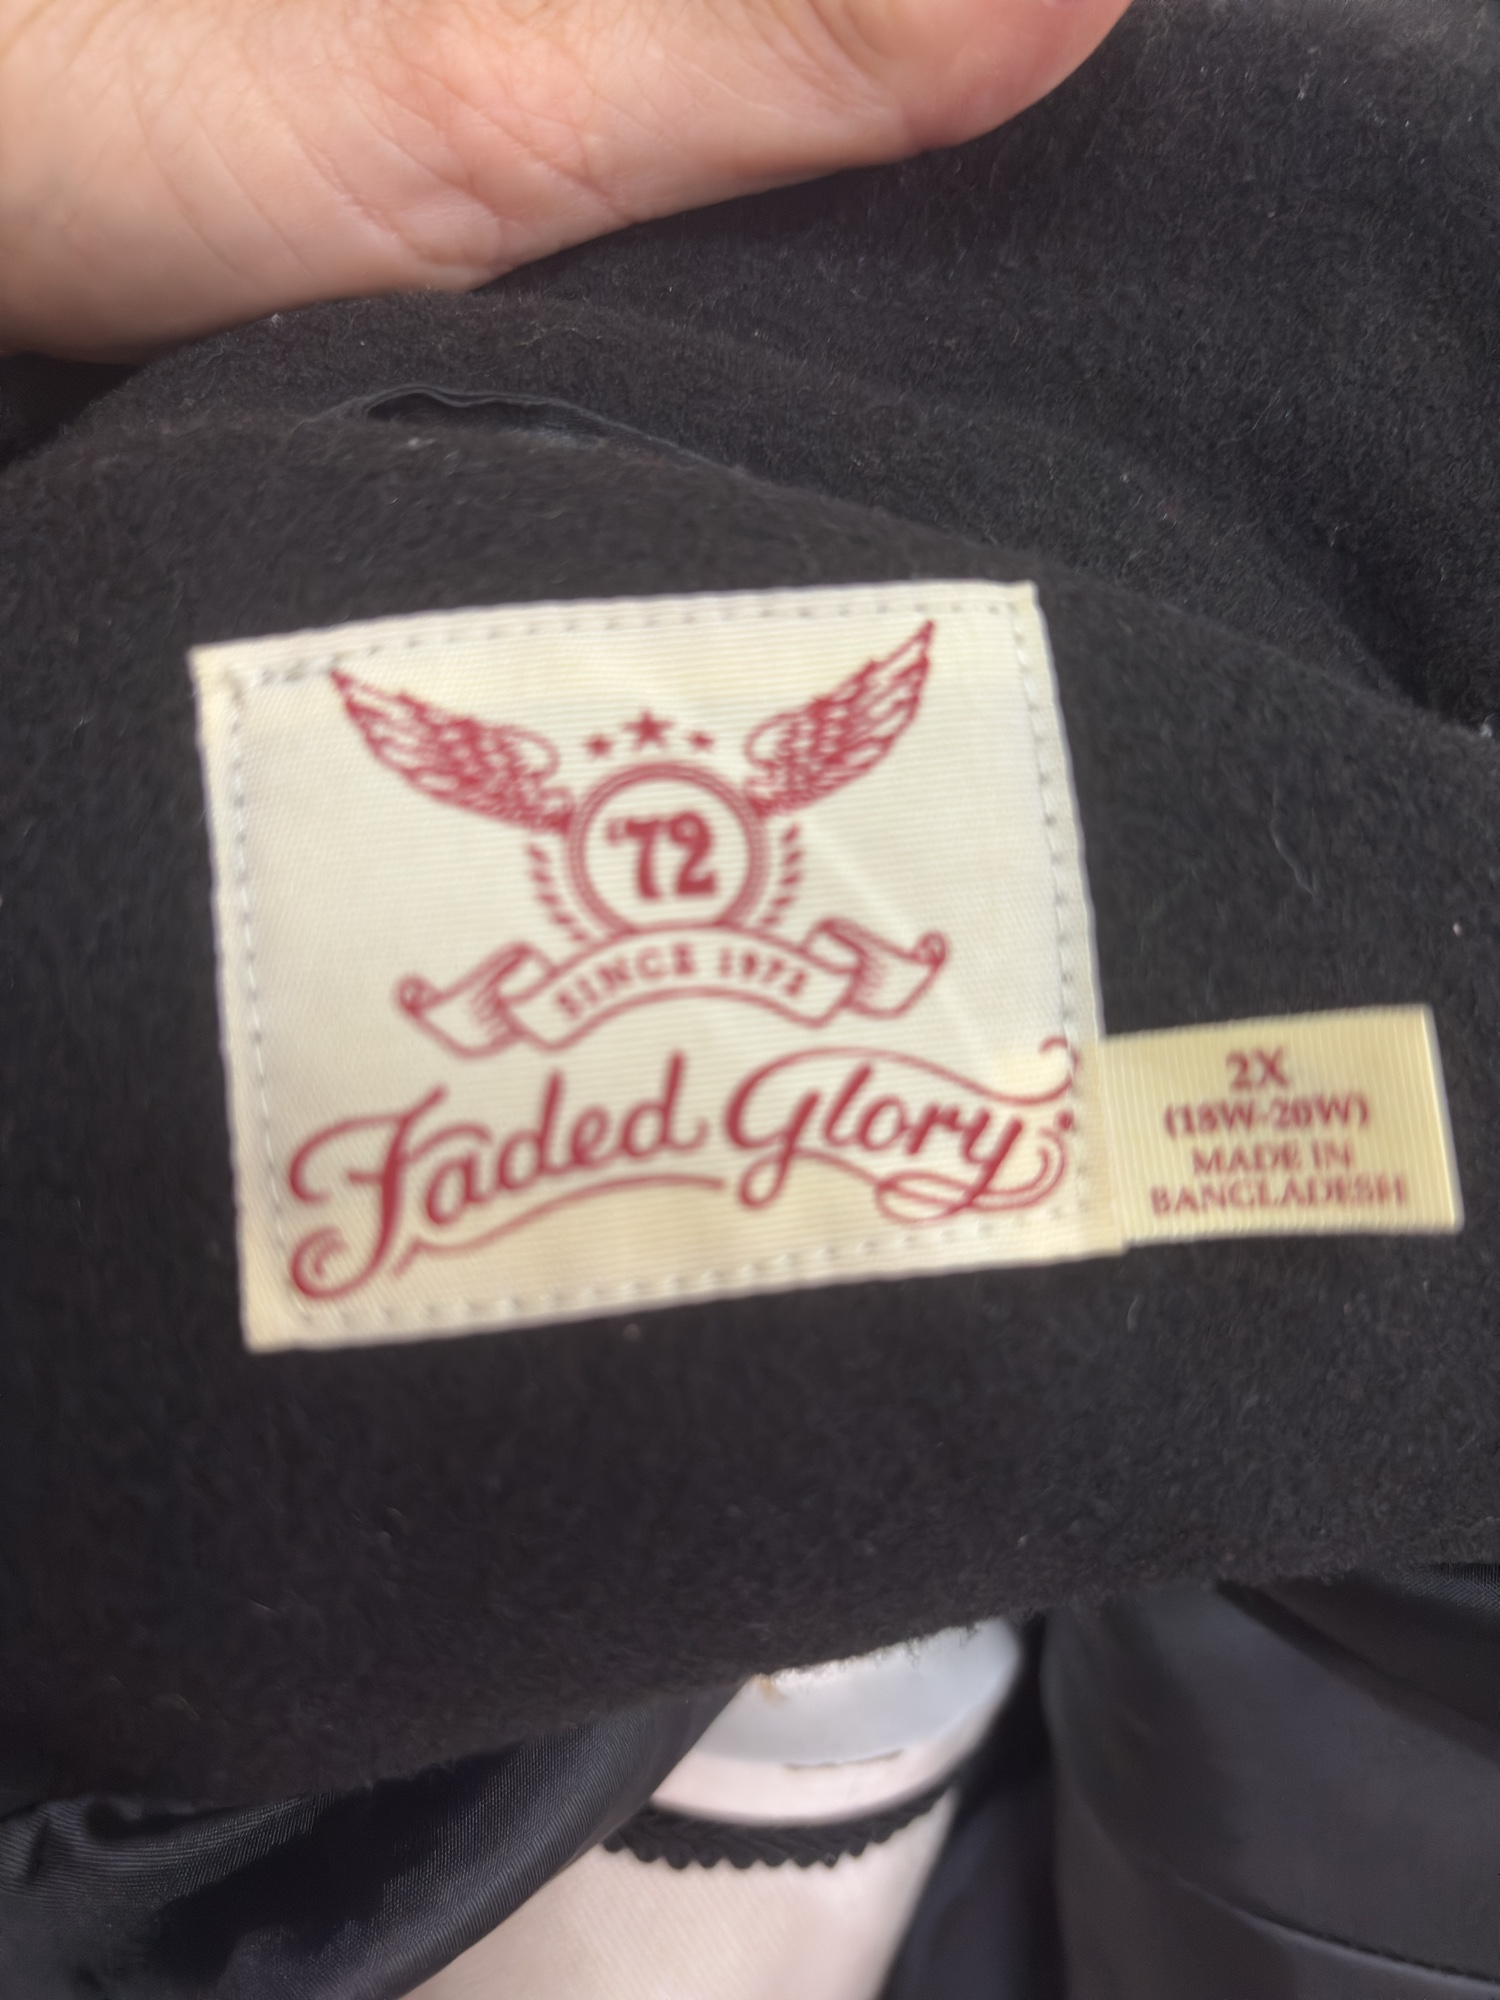 '72
SINCE 1972
Faded Glory
2X
(18W-20W)
MADE IN
BANGLADESH